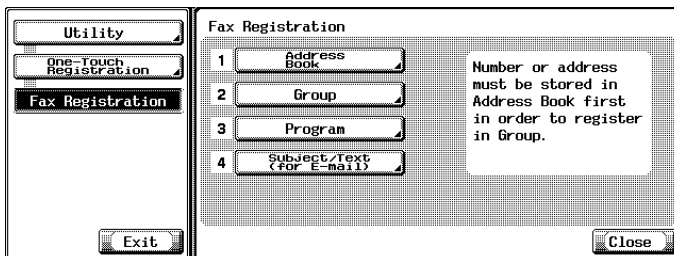 Utility
One-Touch
Registration
Fax Registration
Exit
Fax Registration
1 Address
Book
2 Group
3 Program
4 Subject/Text
(for E-mail)
Number or address
must be stored in
Address Book first
in order to register
in Group.
Close